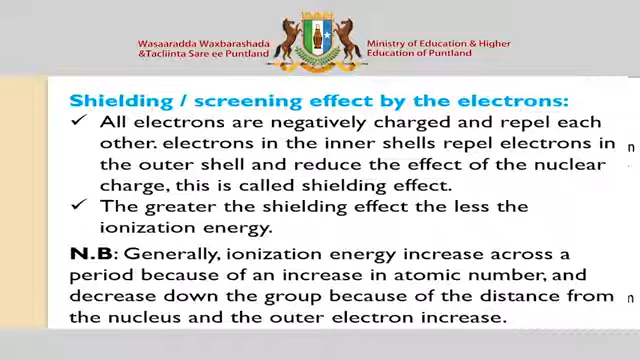 Wasaaradda Waxbarashada
&Tacliinta Sare ee Puntland
Ministry of Education & Higher
Education of Puntland
Shielding / screening effect by the electrons:
✓ All electrons are negatively charged and repel each
other. electrons in the inner shells repel electrons in
the outer shell and reduce the effect of the nuclear
charge, this is called shielding effect.
✓ The greater the shielding effect the less the
ionization energy.
N.B: Generally, ionization energy increase across a
period because of an increase in atomic number, and
decrease down the group because of the distance from
the nucleus and the outer electron increase.